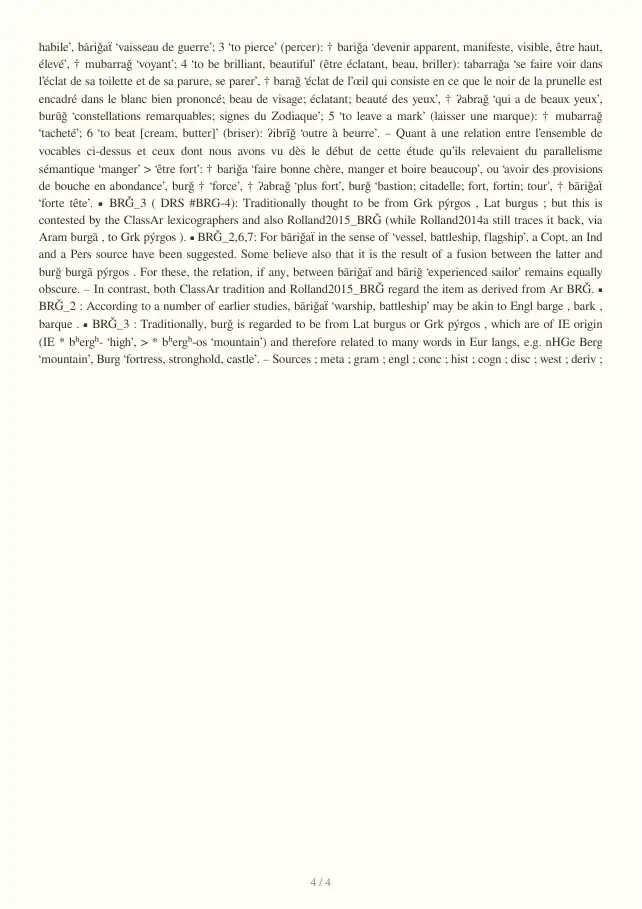 habile’, bāriǧaẗ ‘vaisseau de guerre’; 3 ‘to pierce’ (percer): † bariǧa ‘devenir apparent, manifeste, visible, être haut,
élevé’, † mubarraǧ ‘voyant’; 4 ‘to be brilliant, beautiful’ (être éclatant, beau, briller): tabarraǧa ‘se faire voir dans
l’éclat de sa toilette et de sa parure, se parer’, † baraǧ ‘éclat de l’œil qui consiste en ce que le noir de la prunelle est
encadré dans le blanc bien prononcé; beau de visage; éclatant; beauté des yeux’, † ʔabraǧ ‘qui a de beaux yeux’,
burūǧ ‘constellations remarquables; signes du Zodiaque’; 5 ‘to leave a mark’ (laisser une marque): † mubarraǧ
‘tacheté’; 6 ‘to beat [cream, butter]’ (briser): ʔibrīǧ ‘outre à beurre’. – Quant à une relation entre l’ensemble de
vocables ci-dessus et ceux dont nous avons vu dès le début de cette étude qu’ils relevaient du parallelisme
sémantique ‘manger’ > ‘être fort’: † bariǧa ‘faire bonne chère, manger et boire beaucoup’, ou ‘avoir des provisions
de bouche en abondance’, burǧ † ‘force’, † ʔabraǧ ‘plus fort’, burǧ ‘bastion; citadelle; fort, fortin; tour’, † bāriǧaẗ
‘forte tête’. ▪ BRǦ_3 ( DRS #BRG-4): Traditionally thought to be from Grk pýrgos , Lat burgus ; but this is
contested by the ClassAr lexicographers and also Rolland2015_BRǦ (while Rolland2014a still traces it back, via
Aram burgā , to Grk pýrgos ). ▪ BRǦ_2,6,7: For bāriǧaẗ in the sense of ‘vessel, battleship, flagship’, a Copt, an Ind
and a Pers source have been suggested. Some believe also that it is the result of a fusion between the latter and
burǧ burgā pýrgos . For these, the relation, if any, between bāriǧaẗ and bāriǧ ‘experienced sailor’ remains equally
obscure. – In contrast, both ClassAr tradition and Rolland2015_BRǦ regard the item as derived from Ar BRǦ. ▪
BRǦ_2 : According to a number of earlier studies, bāriǧaẗ ‘warship, battleship’ may be akin to Engl barge , bark ,
barque . ▪ BRǦ_3 : Traditionally, burǧ is regarded to be from Lat burgus or Grk pýrgos , which are of IE origin
(IE * bʰergʰ- ‘high’, > * bʰergʰ-os ‘mountain’) and therefore related to many words in Eur langs, e.g. nHGe Berg
‘mountain’, Burg ‘fortress, stronghold, castle’. – Sources ; meta ; gram ; engl ; conc ; hist ; cogn ; disc ; west ; deriv ;
4 / 4